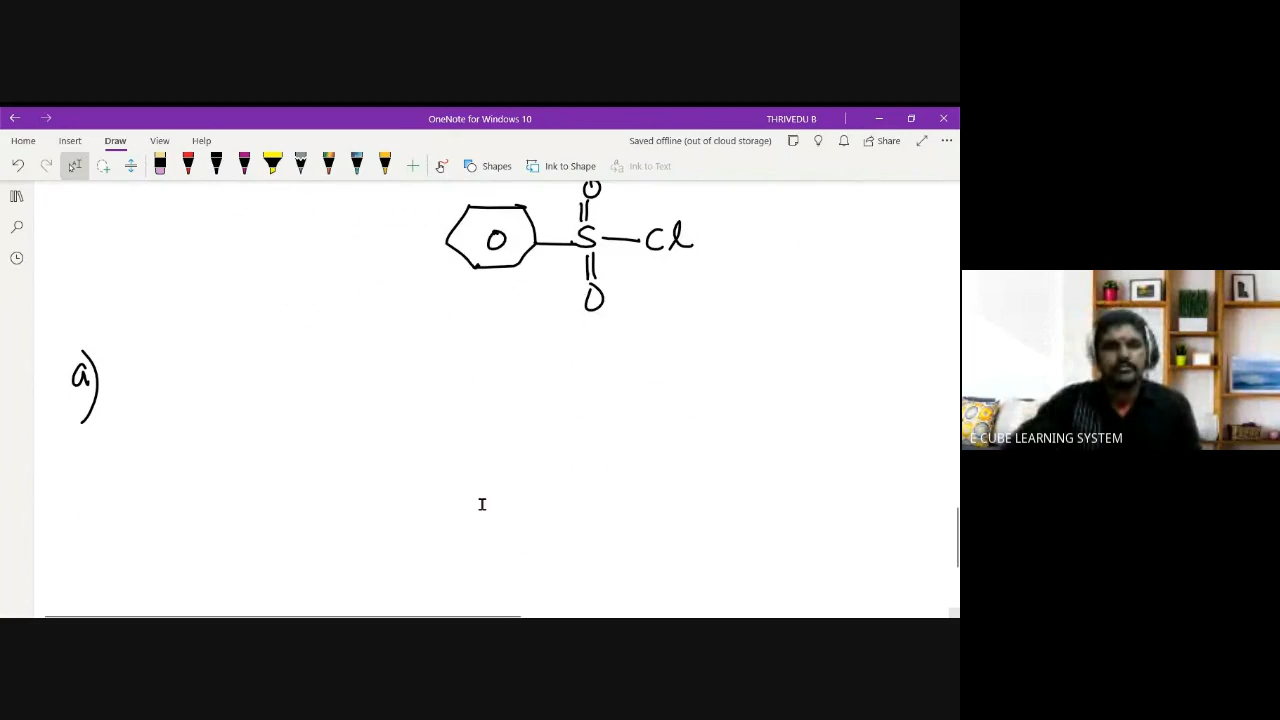 OneNote for Windows 10
THRIVEDU B
Home Insert Draw View Help
Saved offline (out of cloud storage)
Share
Shapes
Ink to Shape
Ink to Text
O
S Cl
O
a)
E CUBE LEARNING SYSTEM